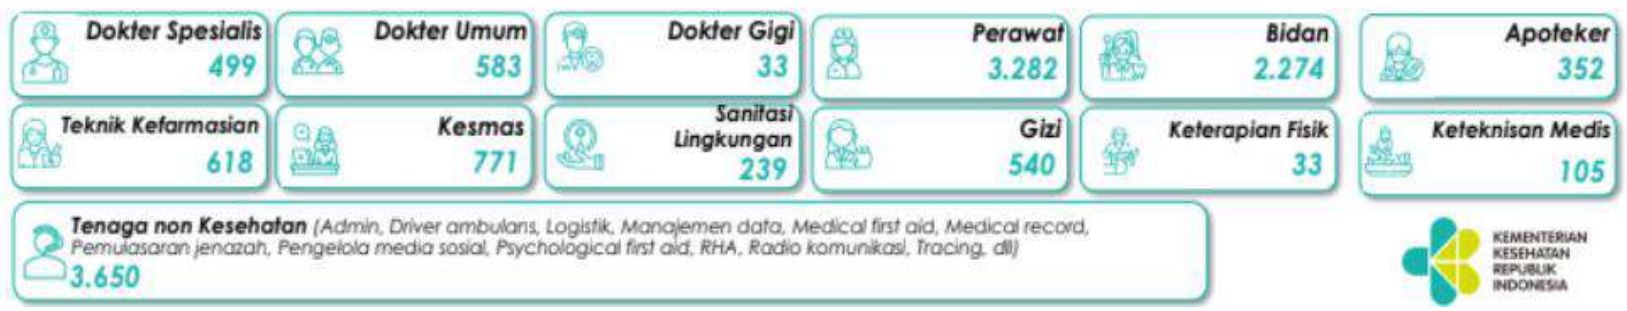 Dokter Spesialis
499
Dokter Umum
583
Dokter Gigi
33
Perawat
3.282
Bidan
2.274
Apoteker
352
Teknik Kefarmasian
618
Kesmas
771
Sanitasi
Lingkungan
239
Gizi
540
Keterapian Fisik
33
Keteknisan Medis
105
Tenaga non Kesehatan (Admin, Driver ambulans, Logistik, Manajemen data, Medical first aid, Medical record,
Pemulasaran jenazah, Pengelola media sosial, Psychological first aid, RHA, Radio komunikasi, Tracing, dll)
3.650
KEMENTERIAN
KESEHATAN
REPUBLIK
INDONESIA